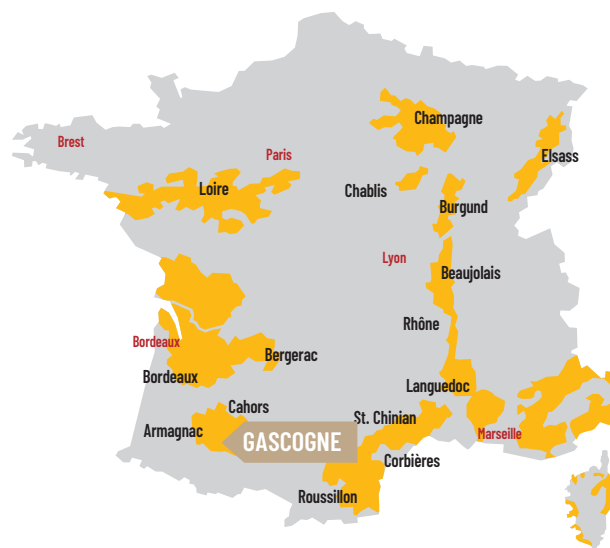 Champagne
Brest
Paris
Elsass
Loire
Chablis
Burgund
Lyon
Beaujolais
Rhône
Bordeaux
Bergerac
Bordeaux
Languedoc
Cahors
St. Chinian
Armagnac
GASCOGNE
Marseille
Corbières
Roussillon